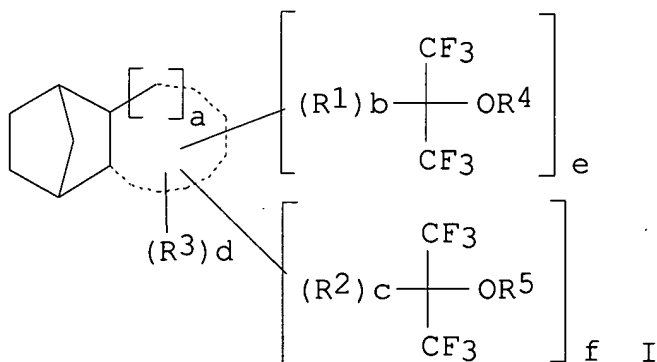 CF3
(R1)b OR4
a
CF3
e
(R3)d
CF3
(R2)c OR5
CF3
f I